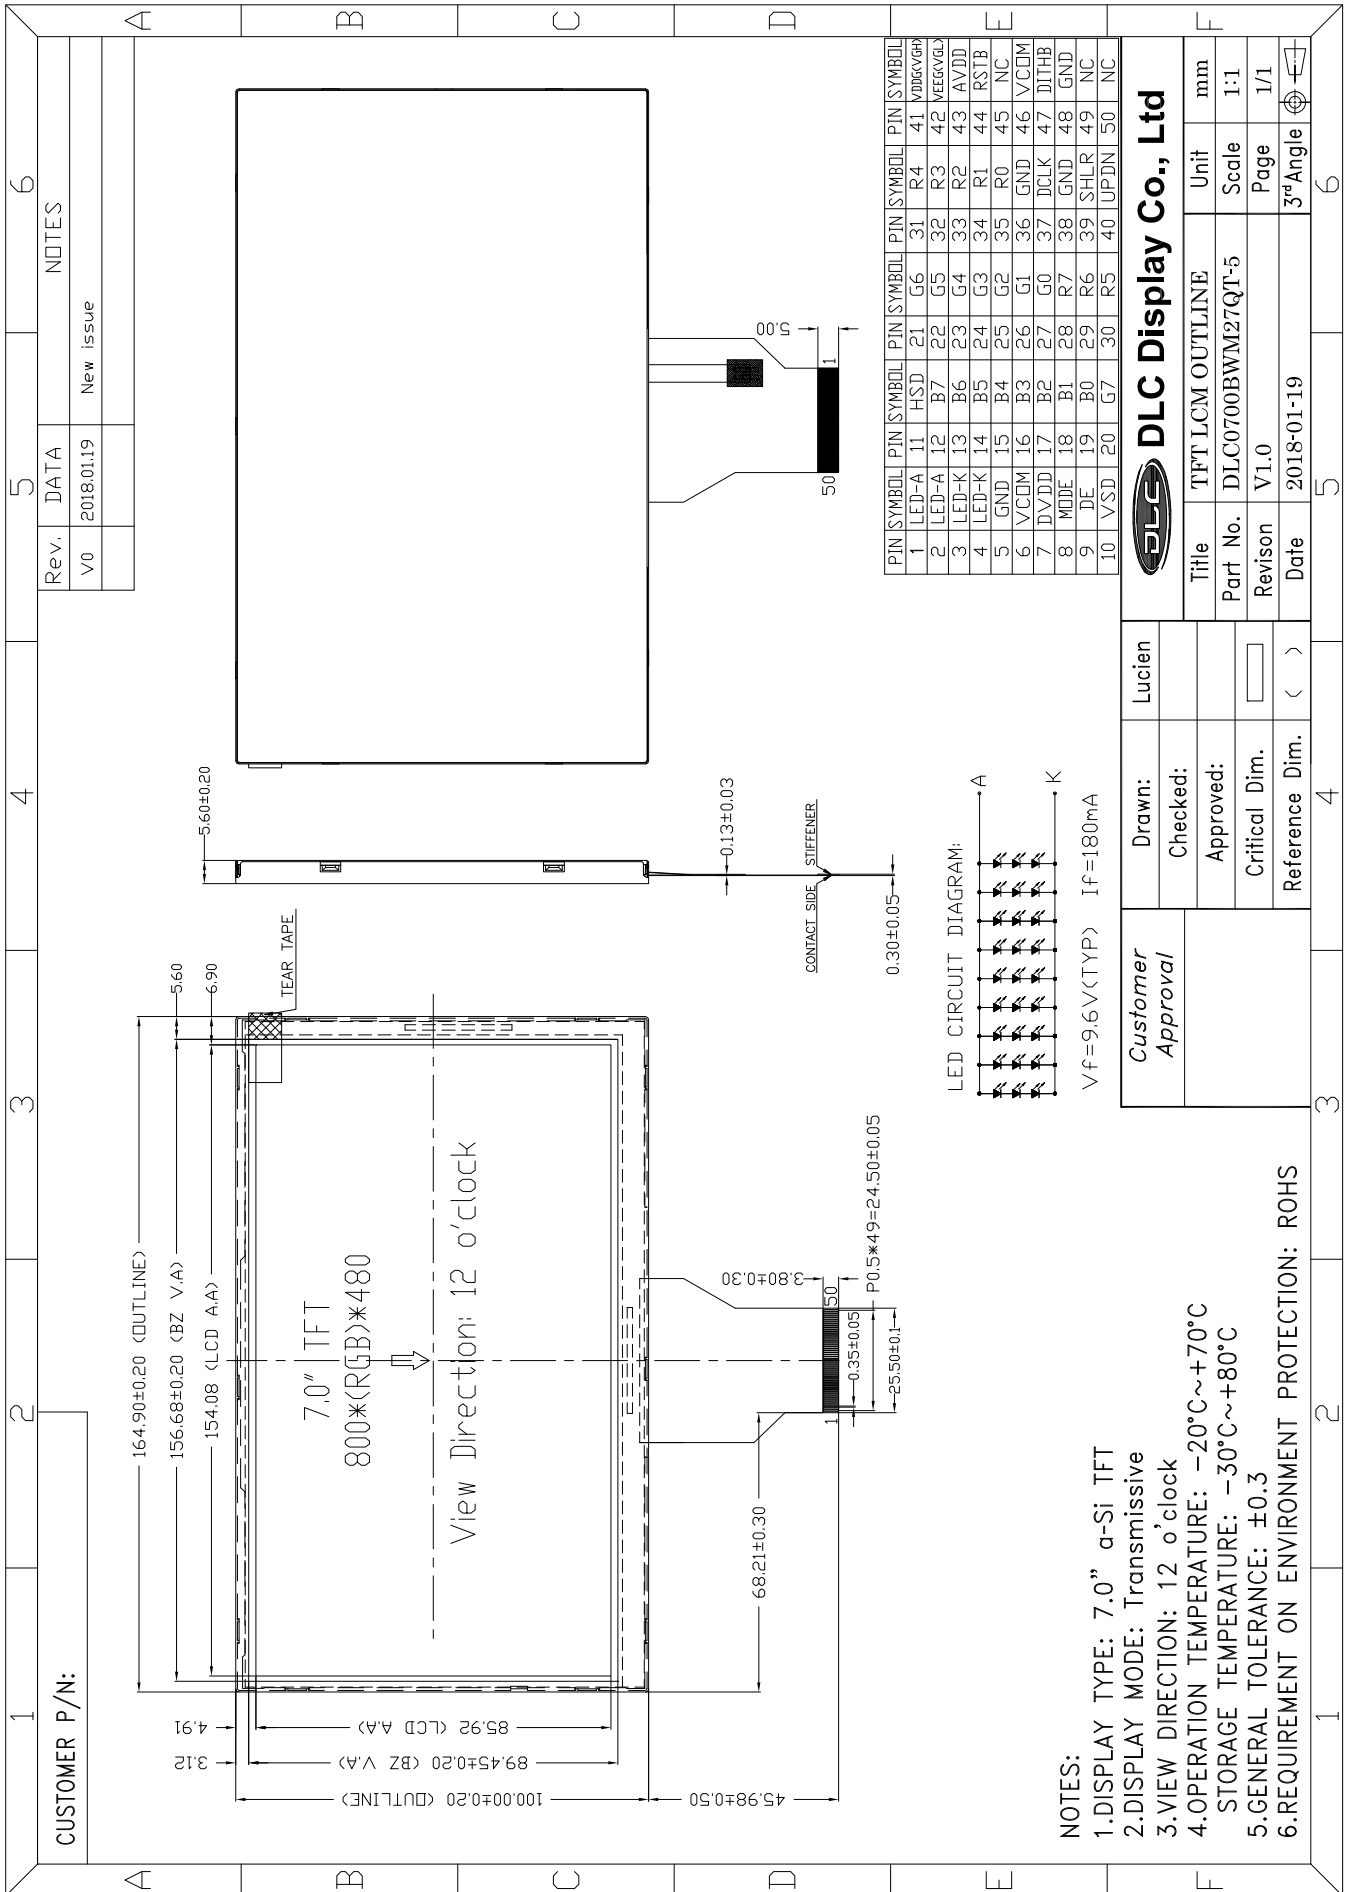 1 2 3 4 5 6
A B C D E F
CUSTOMER P/N:
Rev. DATA NOTES
V0 2018.01.19 New issue
164.90±0.20 (OUTLINE)
156.68±0.20 (BZ V.A)
154.08 (LCD A.A)
5.60
6.90
TEAR TAPE
4.91
3.12
85.92 (LCD A.A)
89.45±0.20 (BZ V.A)
100.00±0.20 (OUTLINE)
45.98±0.50
7.0" TFT
800*(RGB)*480
View Direction: 12 o'clock
68.21±0.30
3.80±0.30
1 50
0.35±0.05
P0.5*49=24.50±0.05
25.50±0.1
5.60±0.20
0.13±0.03
CONTACT SIDE STIFFENER
0.30±0.05
5.00
50 1
LED CIRCUIT DIAGRAM:
A
K
Vf=9.6V(TYP) If=180mA
PIN SYMBOL PIN SYMBOL PIN SYMBOL PIN SYMBOL PIN SYMBOL
1 LED-A 11 HSD 21 G6 31 R4 41 VDDG(VGH)
2 LED-A 12 B7 22 G5 32 R3 42 VEEG(VGL)
3 LED-K 13 B6 23 G4 33 R2 43 AVDD
4 LED-K 14 B5 24 G3 34 R1 44 RSTB
5 GND 15 B4 25 G2 35 R0 45 NC
6 VCOM 16 B3 26 G1 36 GND 46 VCOM
7 DVDD 17 B2 27 G0 37 DCLK 47 DITHB
8 MODE 18 B1 28 R7 38 GND 48 GND
9 DE 19 B0 29 R6 39 SHLR 49 NC
10 VSD 20 G7 30 R5 40 UPDN 50 NC
NOTES:
1.DISPLAY TYPE: 7.0" a-Si TFT
2.DISPLAY MODE: Transmissive
3.VIEW DIRECTION: 12 o'clock
4.OPERATION TEMPERATURE: -20°C~+70°C
STORAGE TEMPERATURE: -30°C~+80°C
5.GENERAL TOLERANCE: ±0.3
6.REQUIREMENT ON ENVIRONMENT PROTECTION: ROHS
Customer
Approval
Drawn: Lucien
Checked:
Approved:
Critical Dim.
Reference Dim. ( )
DLC DLC Display Co., Ltd
Title TFT LCM OUTLINE Unit mm
Part No. DLC0700BWM27QT-5 Scale 1:1
Revison V1.0 Page 1/1
Date 2018-01-19 3rd Angle
A B C D E F
1 2 3 4 5 6